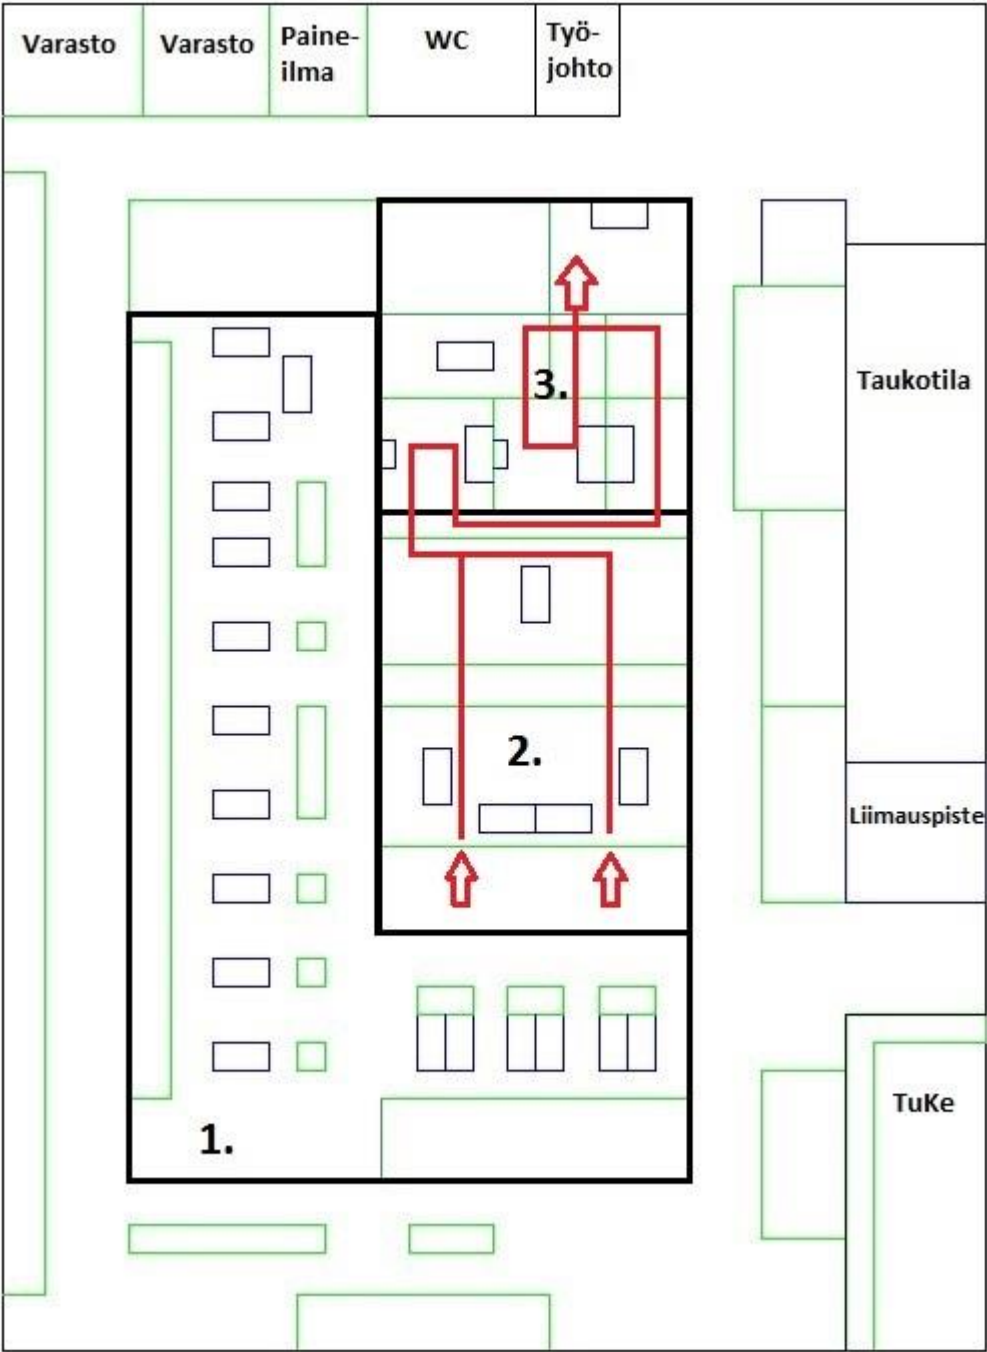 Varasto
Varasto
Paine-
ilma
WC
Työ-
johto
Taukotila
3.
2.
Liimauspiste
TuKe
1.